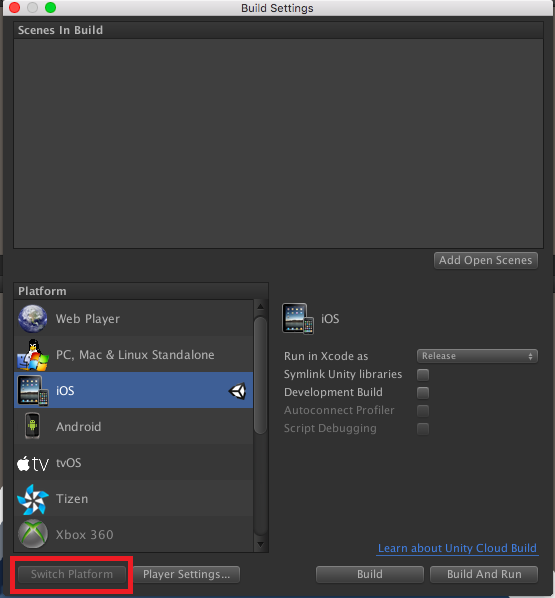 Build Settings
Scenes In Build
Add Open Scenes
Platform
Web Player
PC, Mac & Linux Standalone
iOS
Android
tv
tvOS
Tizen
Xbox 360
iOS
Run in Xcode as
Release
Symlink Unity libraries
Development Build
Autoconnect Profiler
Script Debugging
Learn about Unity Cloud Build
Switch Platform
Player Settings...
Build
Build And Run